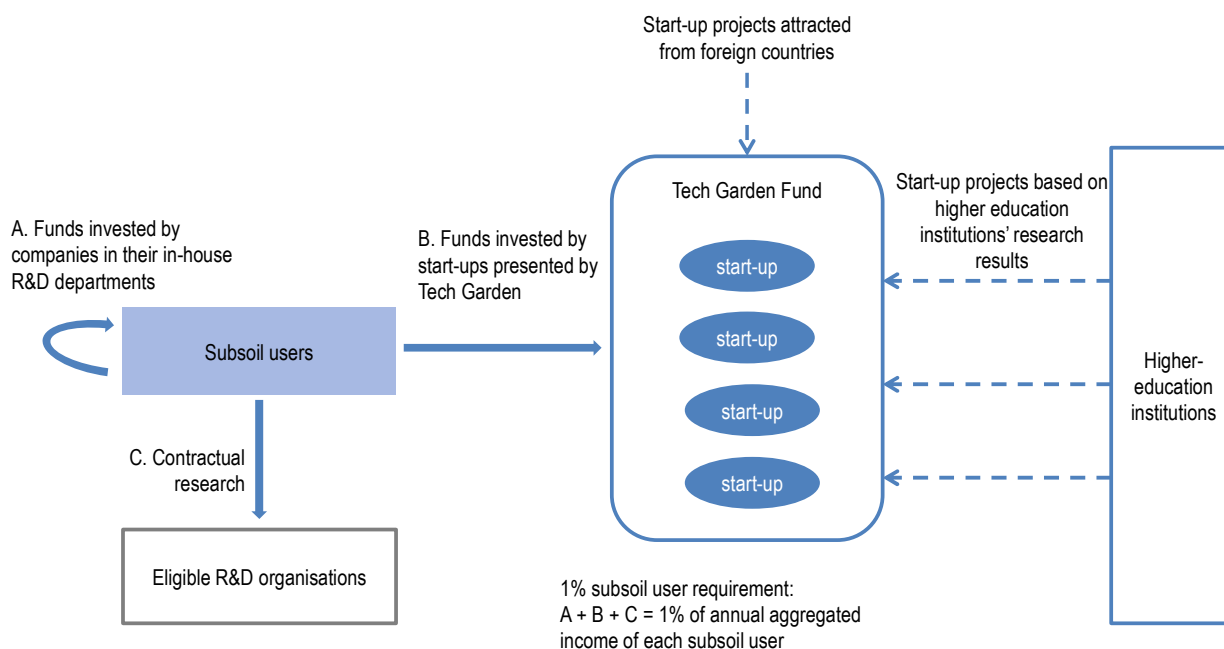 Start-up projects attracted
from foreign countries
Tech Garden Fund
Start-up projects based on
higher education
institutions' research
results
A. Funds invested by
companies in their in-house
R&D departments
B. Funds invested by
start-ups presented by
Tech Garden
start-up
start-up
start-up
start-up
Subsoil users
Higher-
education
institutions
C. Contractual
research
Eligible R&D organisations
1% subsoil user requirement:
A + B + C = 1% of annual aggregated
income of each subsoil user